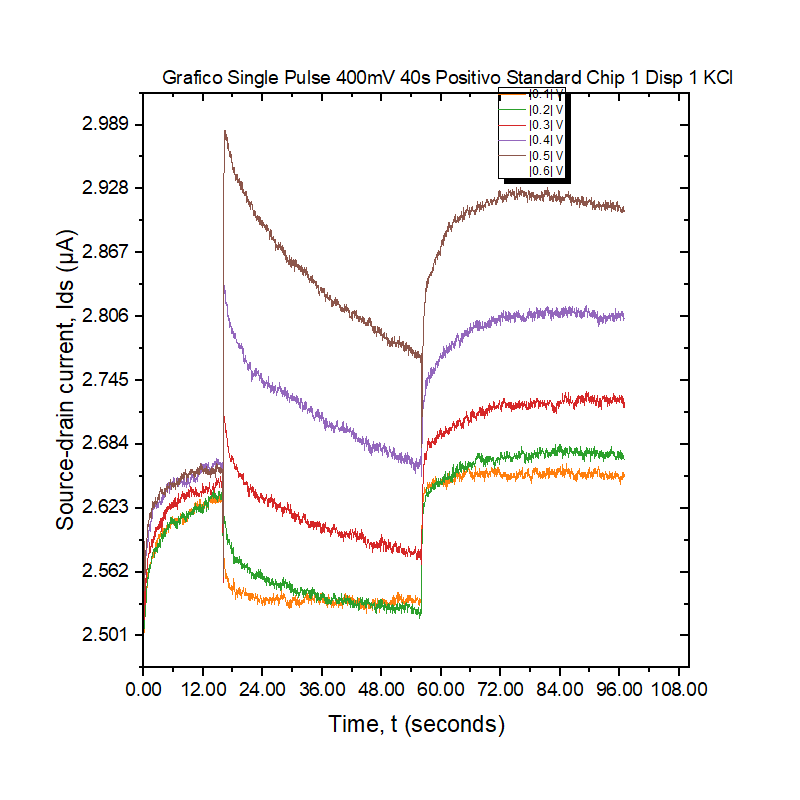 Grafico Single Pulse 400mV 40s Positivo Standard Chip 1 Disp 1 KCl
|0.1| V
|0.2| V
|0.3| V
|0.4| V
|0.5| V
|0.6| V
2.989
2.928
2.867
2.806
2.745
2.684
2.623
2.562
2.501
Source-drain current, Ids (μA)
0.00 12.00 24.00 36.00 48.00 60.00 72.00 84.00 96.00 108.00
Time, t (seconds)